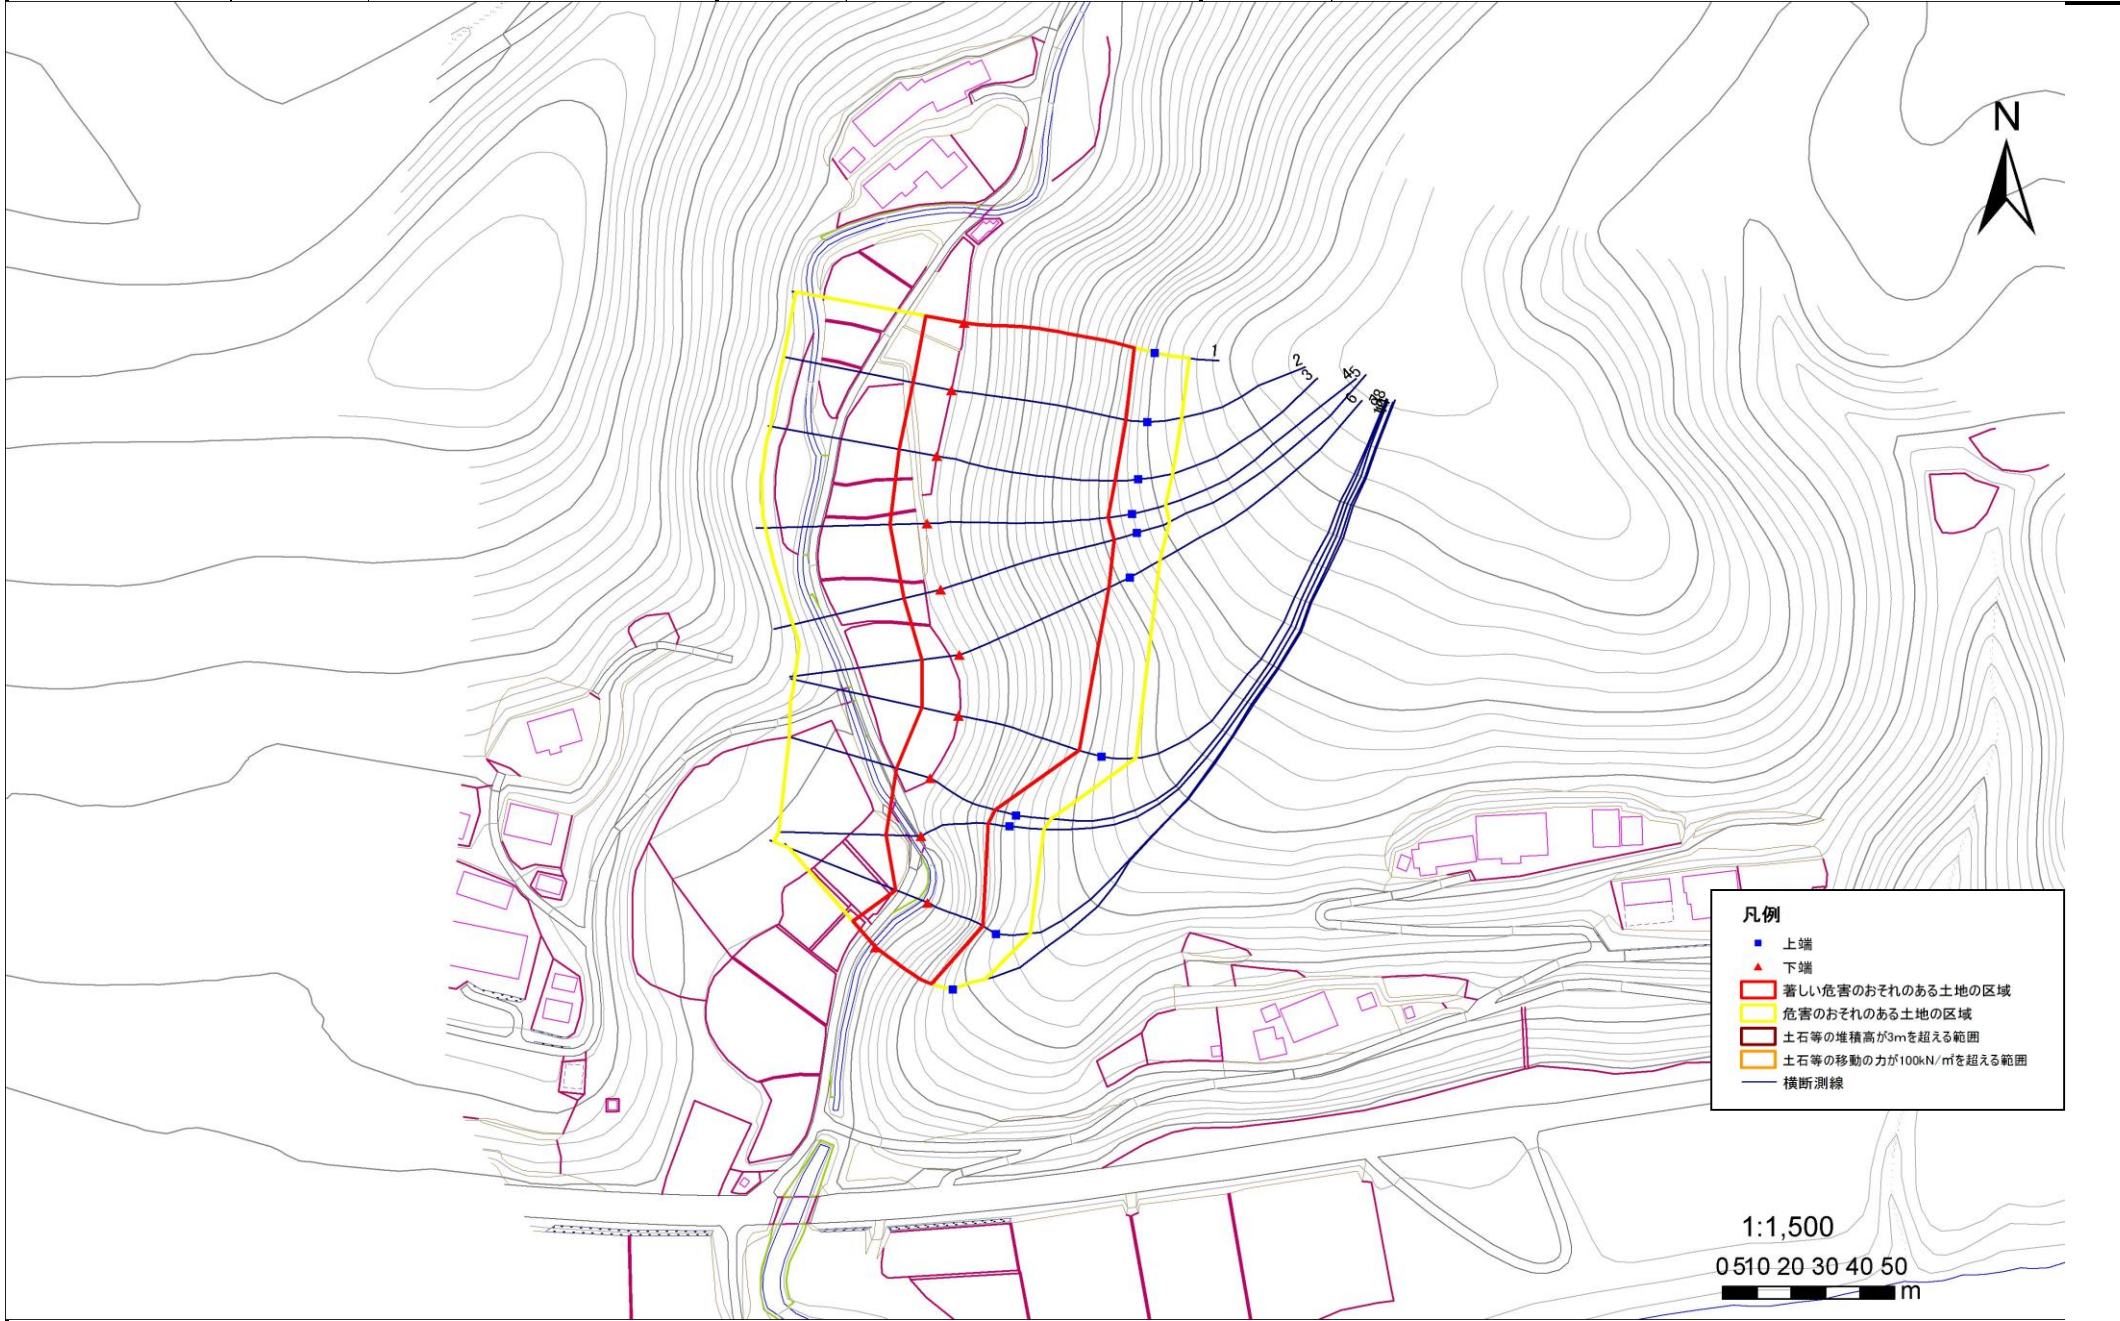 N
1
2
3
4 5
6
凡例
上端
下端
著しい危害のおそれのある土地の区域
危害のおそれのある土地の区域
土石等の堆積高が3mを超える範囲
土石等の移動の力が100kN/㎡を超える範囲
横断測線
1:1,500
0 5 10 20 30 40 50
m